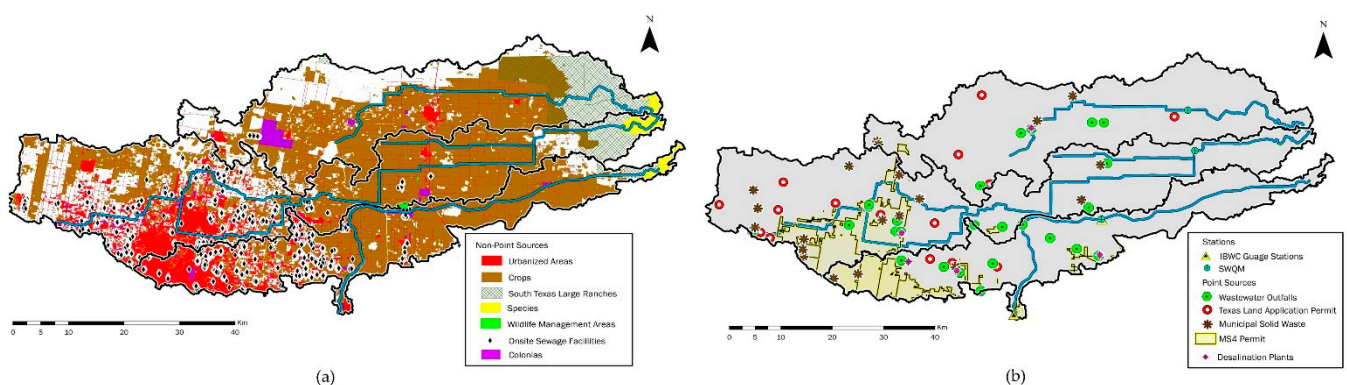 N
Non-Point Sources
Urbanized Areas
Crops
South Texas Large Ranches
Species
Wildlife Management Areas
Onsite Sewage Facillities
Colonias
Km
0 5 10 20 30 40
(a)
N
Stations
IBWC Guage Stations
SWQM
Point Sources
Wastewater Outfalls
Texas Land Application Permit
Municipal Solid Waste
MS4 Permit
Desalination Plants
Km
0 5 10 20 30 40
(b)